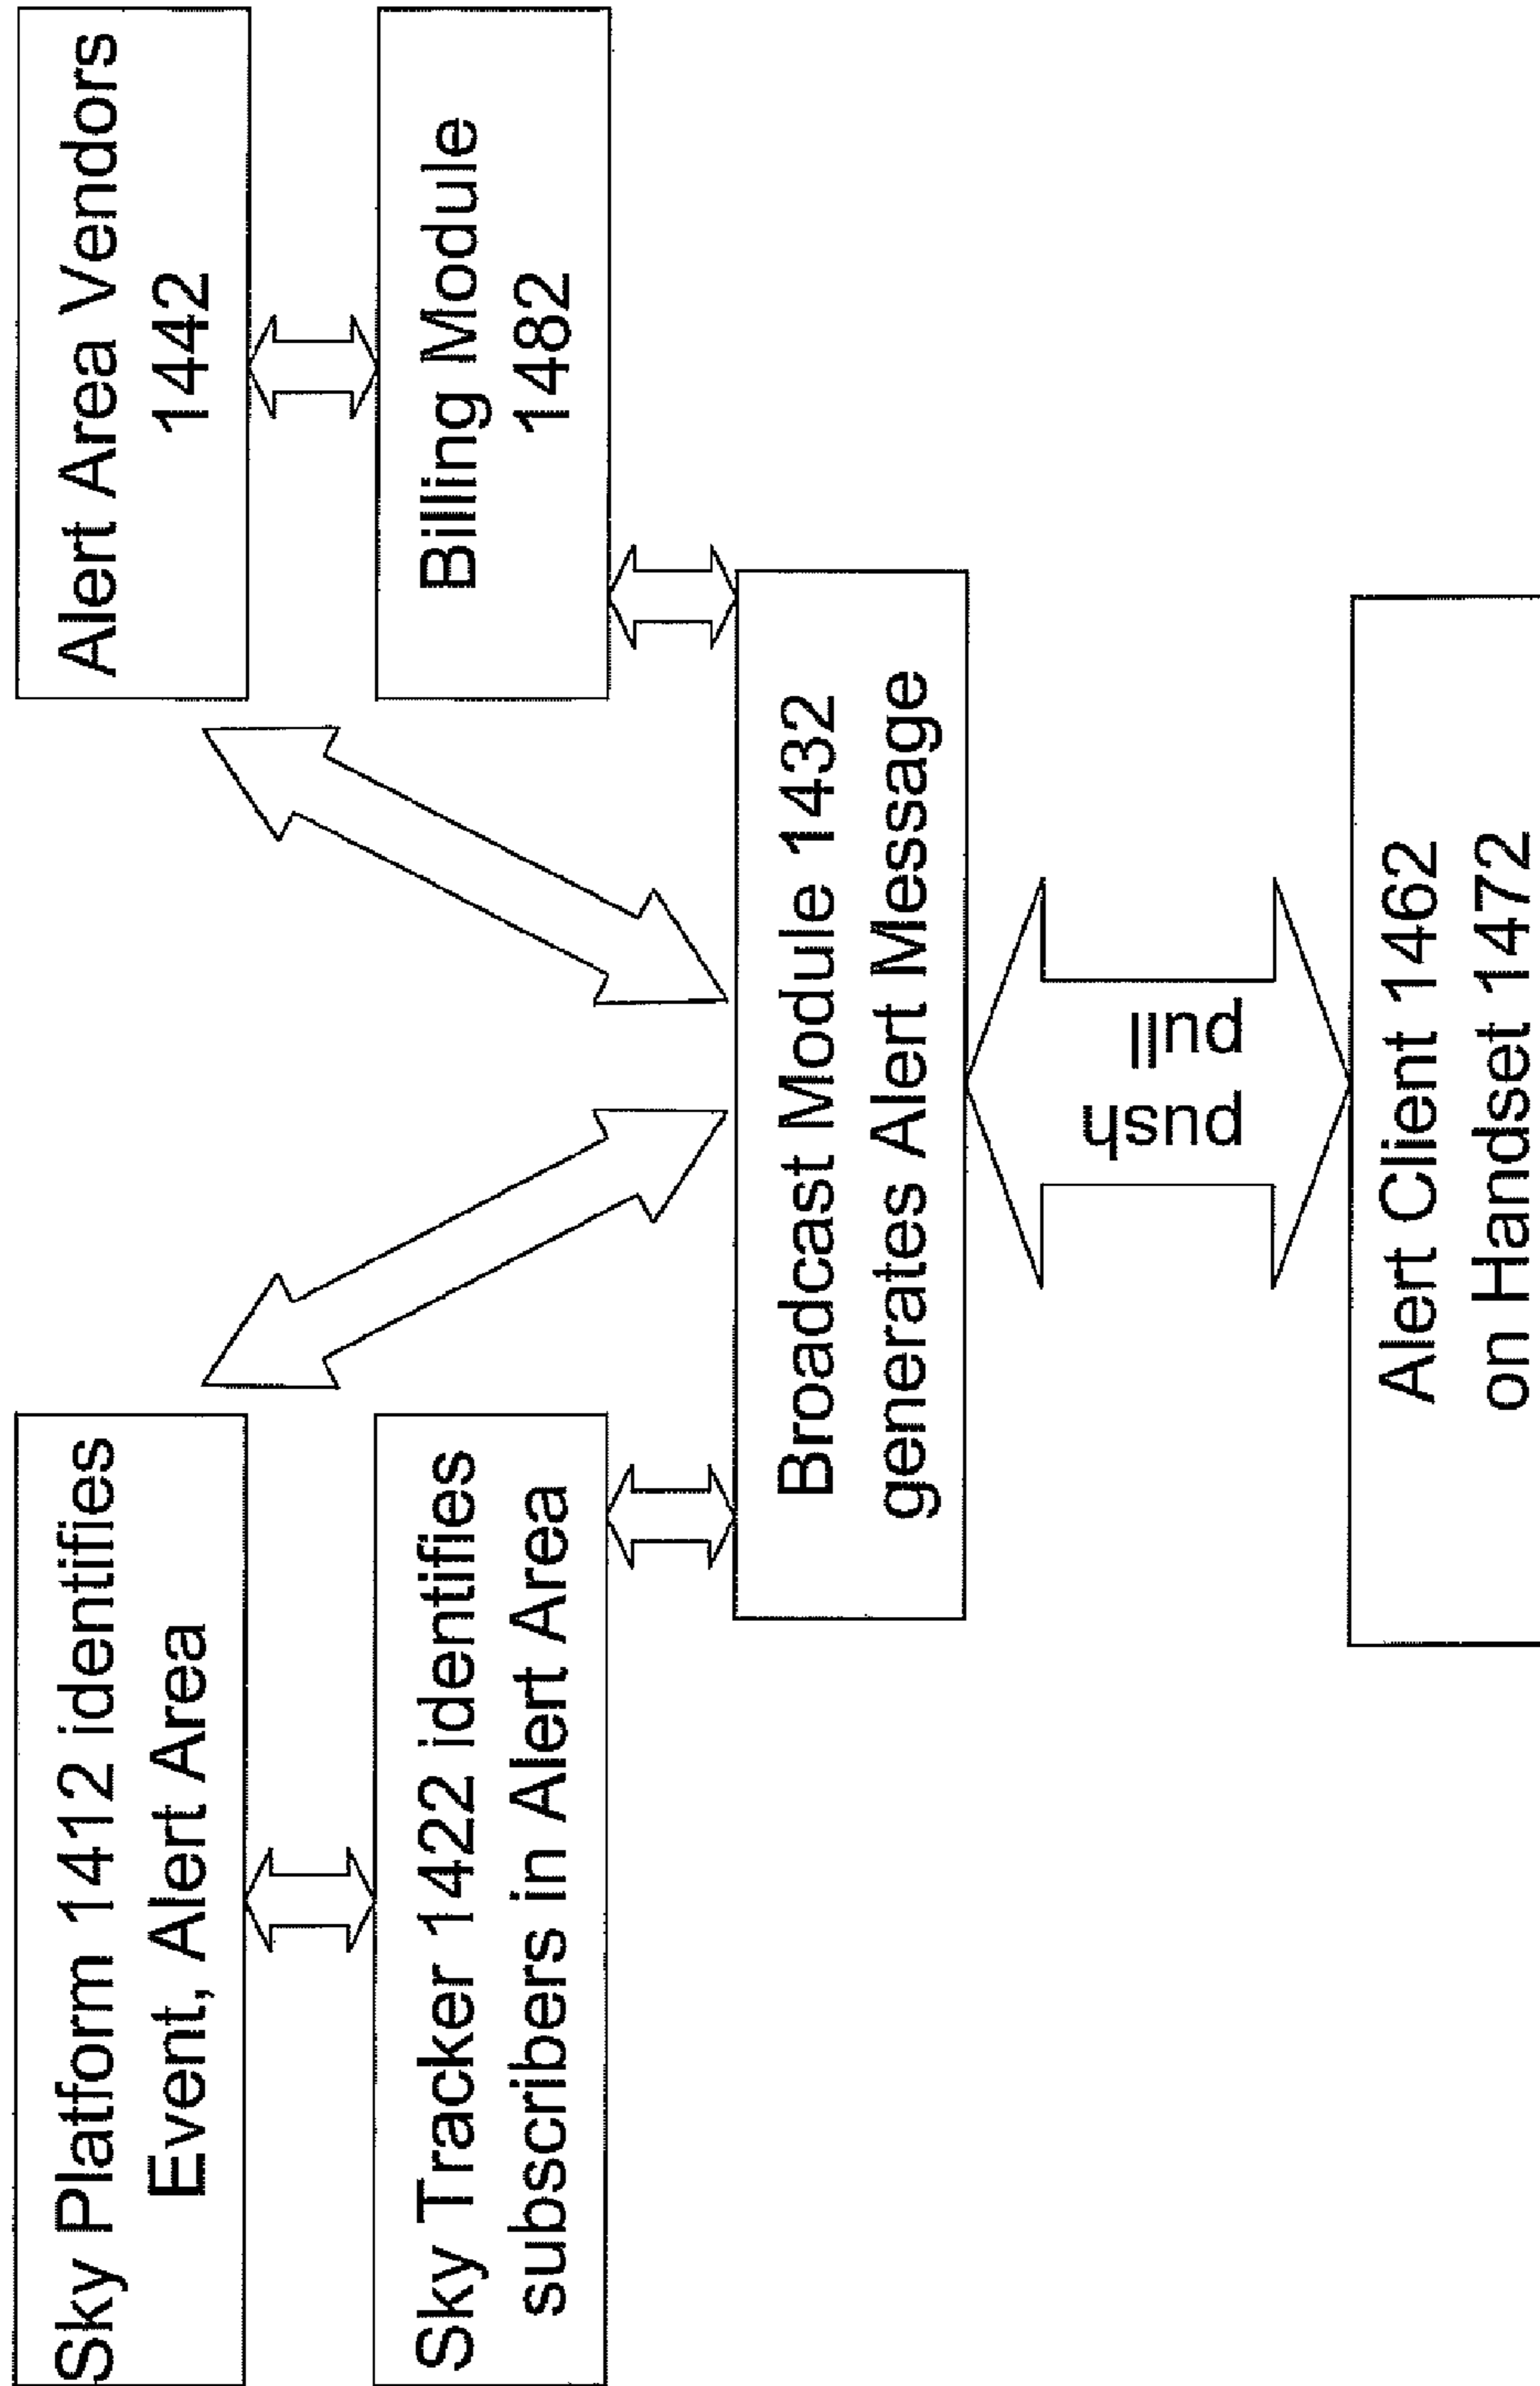 Sky Platform 1412 identifies
Event, Alert Area
Alert Area Vendors
1442
Sky Tracker 1422 identifies
subscribers in Alert Area
Billing Module
1482
Broadcast Module 1432
generates Alert Message
push
pull
Alert Client 1462
on Handset 1472